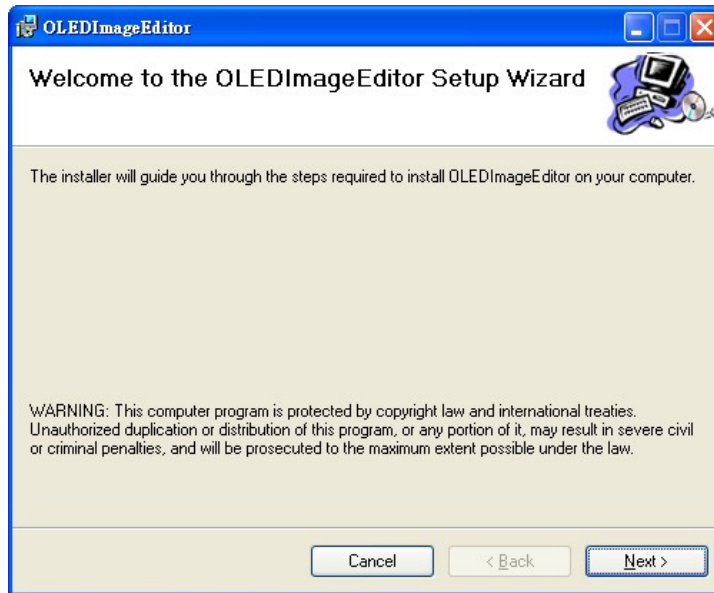 OLEDImageEditor
Welcome to the OLEDImageEditor Setup Wizard
The installer will guide you through the steps required to install OLEDImageEditor on your computer.
WARNING: This computer program is protected by copyright law and international treaties.
Unauthorized duplication or distribution of this program, or any portion of it, may result in severe civil
or criminal penalties, and will be prosecuted to the maximum extent possible under the law.
Cancel
< Back
Next >